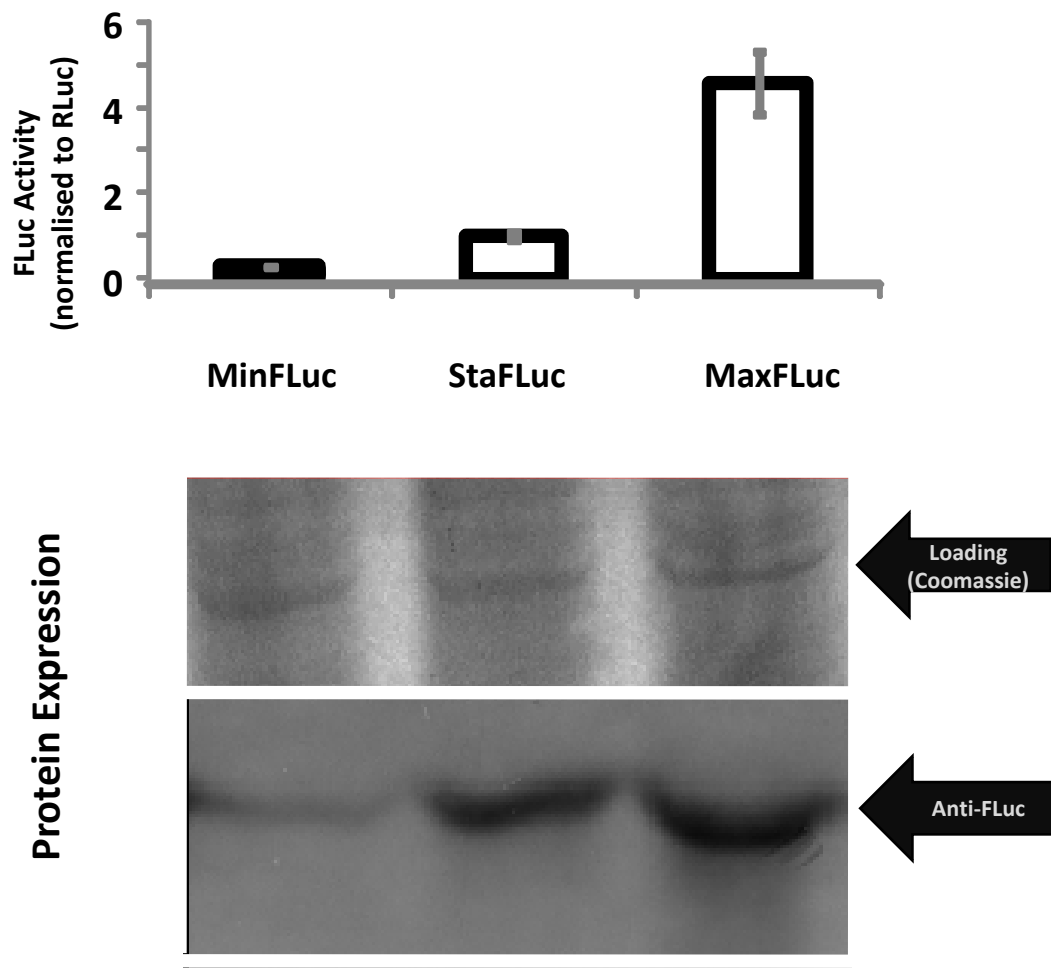 6
4
2
0
FLuc Activity
(normalised to RLuc)
MinFLuc
StaFLuc
MaxFLuc
Protein Expression
Loading
(Coomassie)
Anti-FLuc